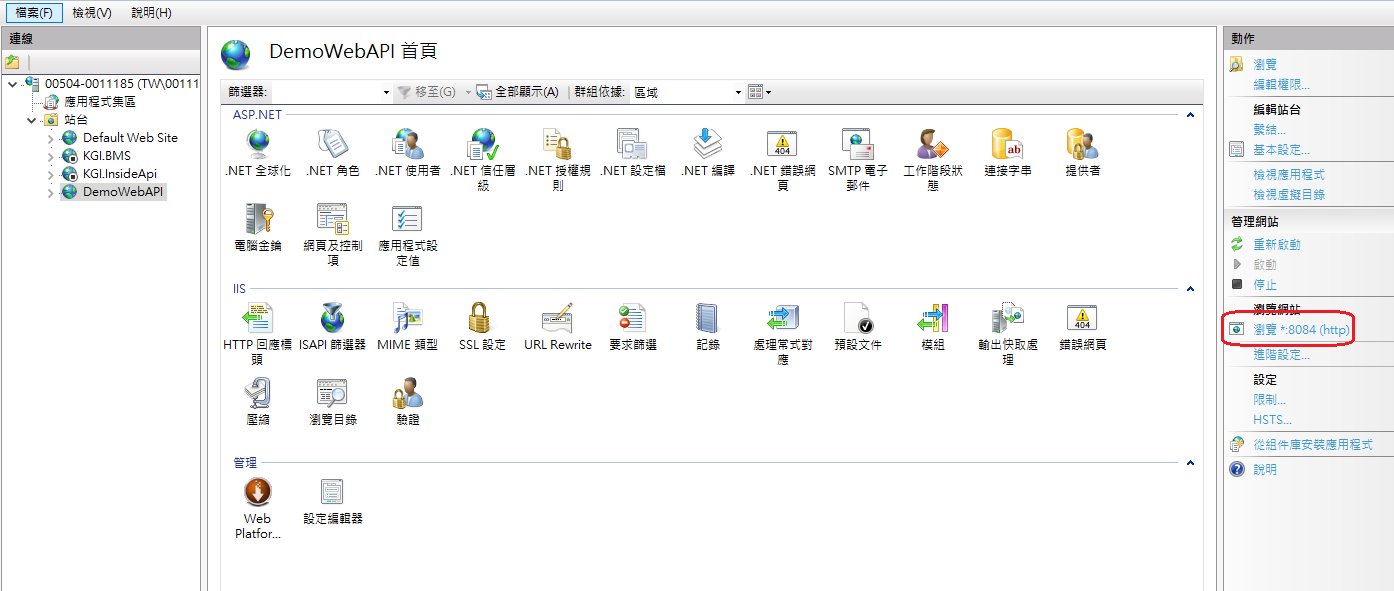 檔案(F) 檢視(V) 說明(H)
連線
00504-0011185 (TW\00111
應用程式集區
站台
Default Web Site
KGI.BMS
KGI.InsideApi
DemoWebAPI
DemoWebAPI 首頁
篩選器: 移至(G) 全部顯示(A) 群組依據: 區域
ASP.NET
.NET 全球化 .NET 角色 .NET 使用者 .NET 信任層級 .NET 授權規則 .NET 設定檔 .NET 編譯 .NET 錯誤網頁 SMTP 電子郵件 工作階段狀態 連接字串 提供者
電腦金鑰 網頁及控制項 應用程式設定值
IIS
HTTP 回應標頭 ISAPI 篩選器 MIME 類型 SSL 設定 URL Rewrite 要求篩選 記錄 處理常式對應 預設文件 模組 輸出快取處理 錯誤網頁
壓縮 瀏覽目錄 驗證
管理
Web Platfor... 設定編輯器
動作
瀏覽
編輯權限...
編輯站台
繫結...
基本設定...
檢視應用程式
檢視虛擬目錄
管理網站
重新啟動
啟動
停止
瀏覽網站
瀏覽 *:8084 (http)
進階設定...
設定
限制...
HSTS...
從組件庫安裝應用程式
說明